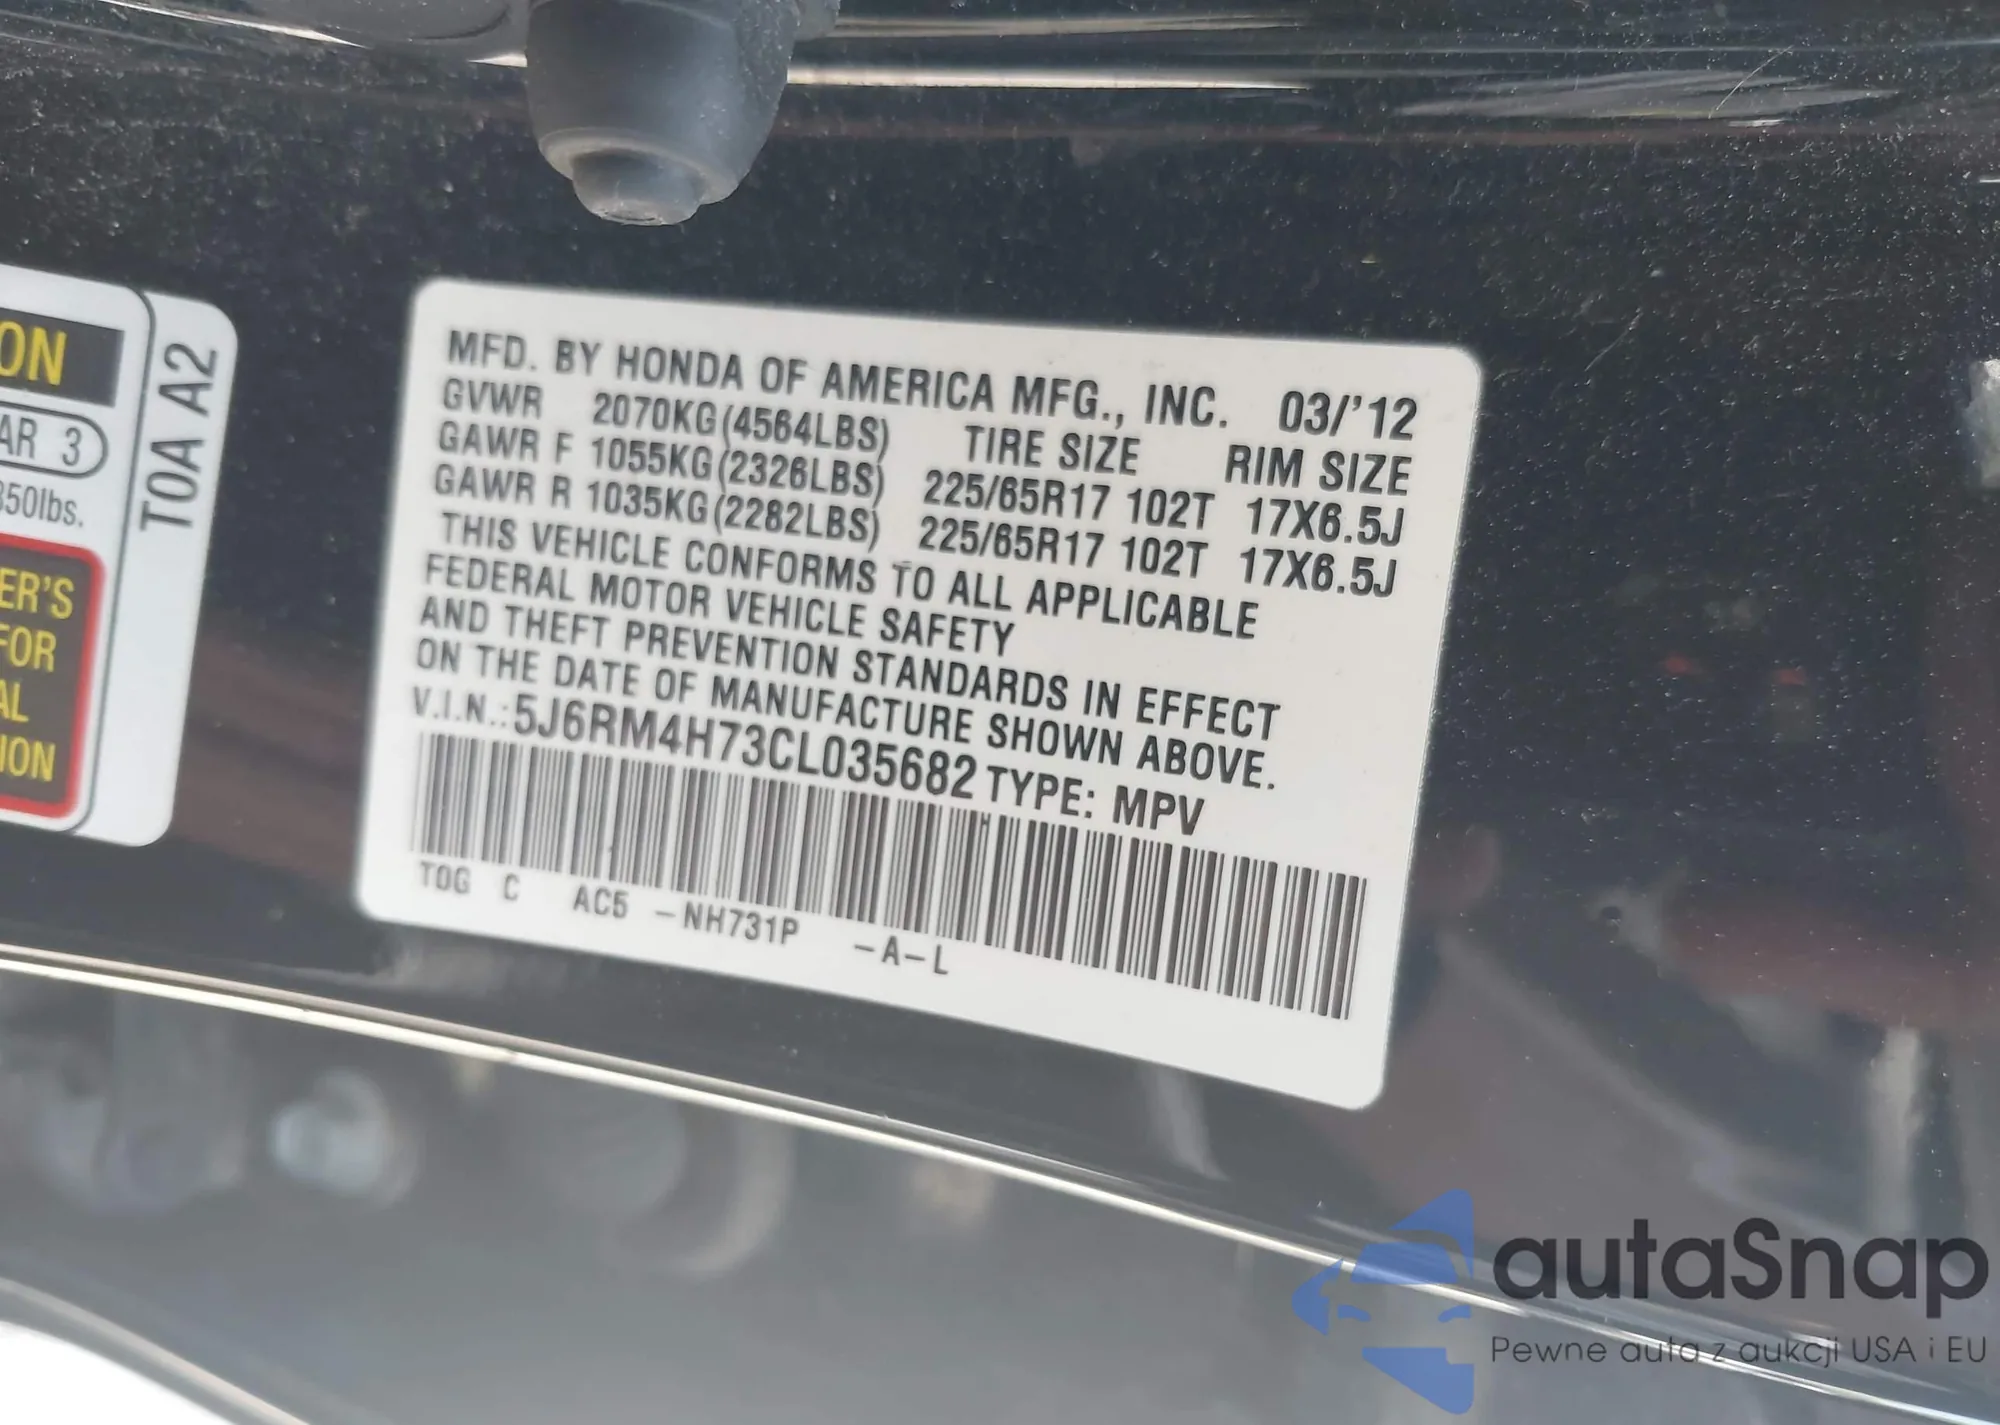 MFD. BY HONDA OF AMERICA MFG., INC. 03/'12
GVWR 2070KG(4564LBS) TIRE SIZE RIM SIZE
GAWR F 1055KG(2326LBS) 225/65R17 102T 17X6.5J
GAWR R 1035KG(2282LBS) 225/65R17 102T 17X6.5J
THIS VEHICLE CONFORMS TO ALL APPLICABLE
FEDERAL MOTOR VEHICLE SAFETY
AND THEFT PREVENTION STANDARDS IN EFFECT
ON THE DATE OF MANUFACTURE SHOWN ABOVE.
V.I.N.:5J6RM4H73CL035682 TYPE: MPV
T0G C AC5 -NH731P -A-L
ON
AR 3
350lbs.
ER'S
FOR
AL
ION
T0A A2
autaSnap
Pewne auta z aukcji USA i EU